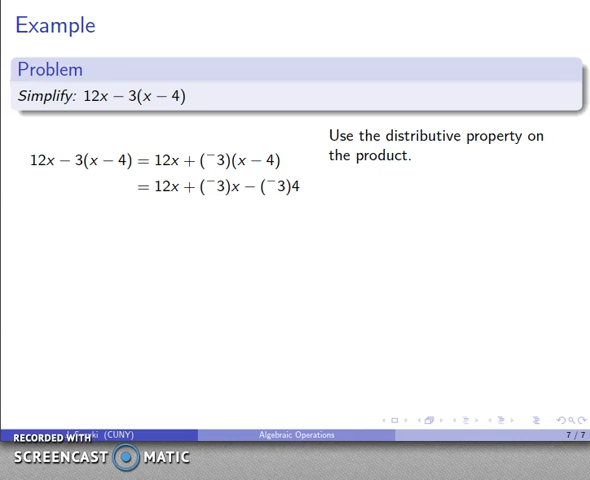 Example
Problem
Simplify: 12x − 3(x − 4)
Use the distributive property on
the product.
12x − 3(x − 4) = 12x + (⁻3)(x − 4)
= 12x + (⁻3)x − (⁻3)4
(CUNY)
Algebraic Operations
7 / 7
RECORDED WITH
SCREENCAST MATIC